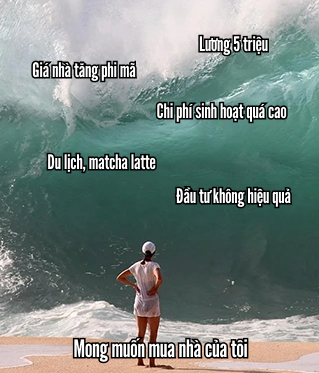 Lương 5 triệu
Giá nhà tăng phi mã
Chi phí sinh hoạt quá cao
Du lịch, matcha latte
Đầu tư không hiệu quả
Mong muốn mua nhà của tôi